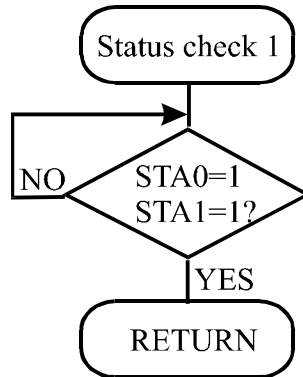 Status check 1
NO
STA0=1
STA1=1?
YES
RETURN